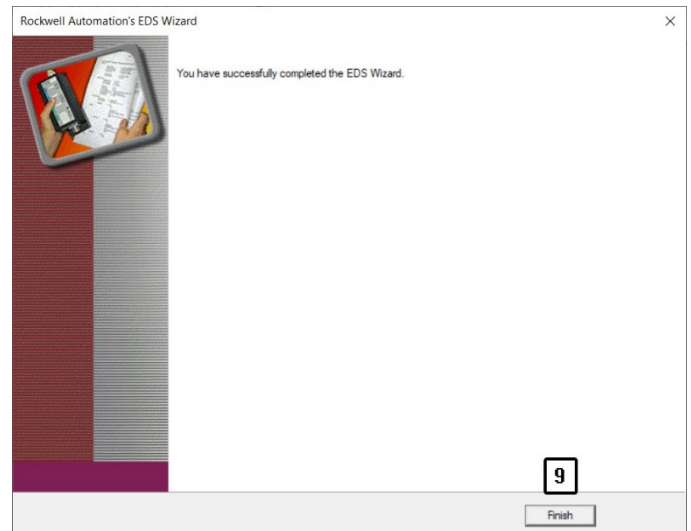 Rockwell Automation's EDS Wizard
You have successfully completed the EDS Wizard.
9
Finish